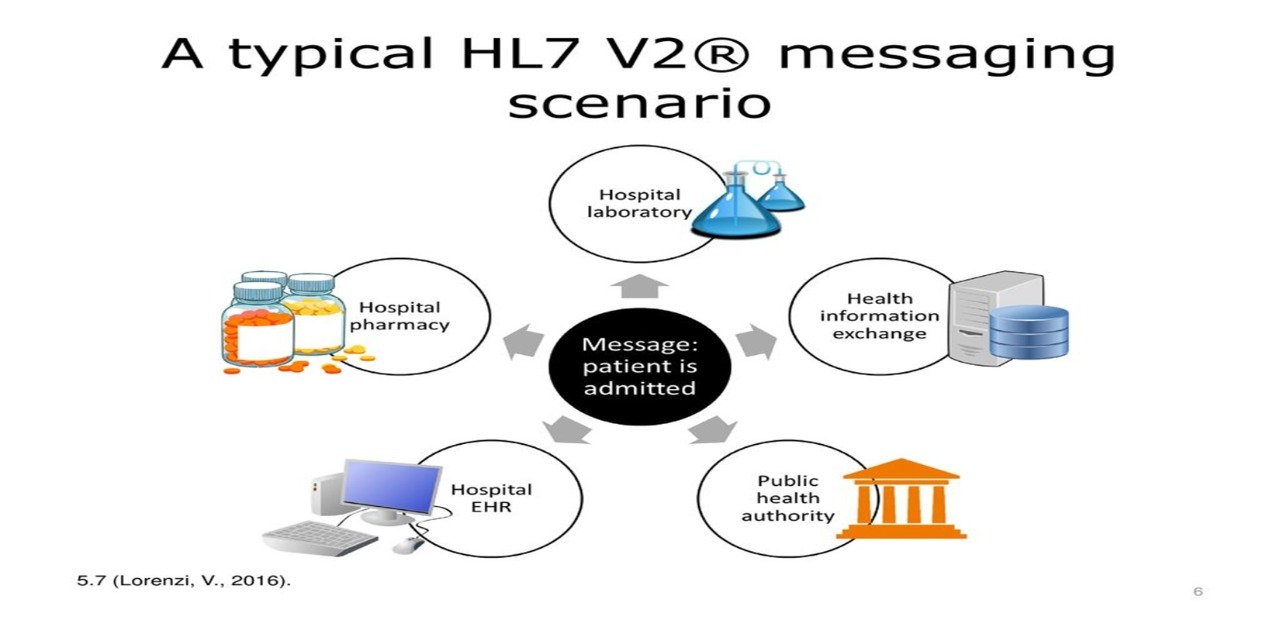 A typical HL7 V2® messaging
scenario
Hospital
laboratory
Hospital
pharmacy
Health
information
exchange
Message:
patient is
admitted
Hospital
EHR
Public
health
authority
5.7 (Lorenzi, V., 2016).
6